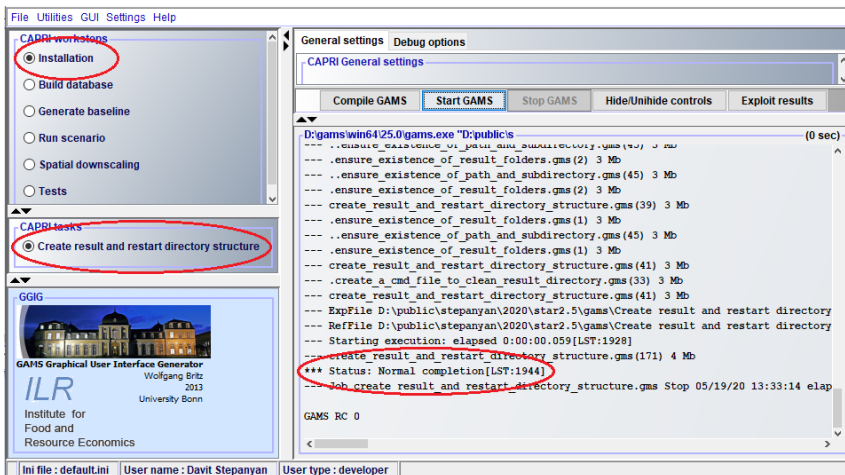 File Utilities GUI Settings Help
CAPRI worksteps
Installation
Build database
Generate baseline
Run scenario
Spatial downscaling
Tests
CAPRI tasks
Create result and restart directory structure
GGIG
GAMS Graphical User Interface Generator
Wolfgang Britz
2013
University Bonn
ILR
Institute for
Food and
Resource Economics
General settings Debug options
CAPRI General settings
Compile GAMS Start GAMS Stop GAMS Hide/Unihide controls Exploit results
D:\gams\win64\25.0\gams.exe "D:\public\s (0 sec)
--- ..ensure_existence_of_path_and_subdirectory.gms(45) 3 Mb
--- .ensure_existence_of_result_folders.gms(2) 3 Mb
--- ..ensure_existence_of_path_and_subdirectory.gms(45) 3 Mb
--- .ensure_existence_of_result_folders.gms(2) 3 Mb
--- create_result_and_restart_directory_structure.gms(39) 3 Mb
--- .ensure_existence_of_result_folders.gms(1) 3 Mb
--- ..ensure_existence_of_path_and_subdirectory.gms(45) 3 Mb
--- .ensure_existence_of_result_folders.gms(1) 3 Mb
--- create_result_and_restart_directory_structure.gms(41) 3 Mb
--- .create_a_cmd_file_to_clean_result_directory.gms(33) 3 Mb
--- create_result_and_restart_directory_structure.gms(41) 3 Mb
--- ExpFile D:\public\stepanyan\2020\star2.5\gams\Create result and restart directory
--- RefFile D:\public\stepanyan\2020\star2.5\gams\Create result and restart directory
--- Starting execution: elapsed 0:00:00.059[LST:1928]
--- create_result_and_restart_directory_structure.gms(171) 4 Mb
*** Status: Normal completion[LST:1944]
--- Job create_result_and_restart_directory_structure.gms Stop 05/19/20 13:33:14 elap
GAMS RC 0
Ini file : default.ini User name : Davit Stepanyan User type : developer